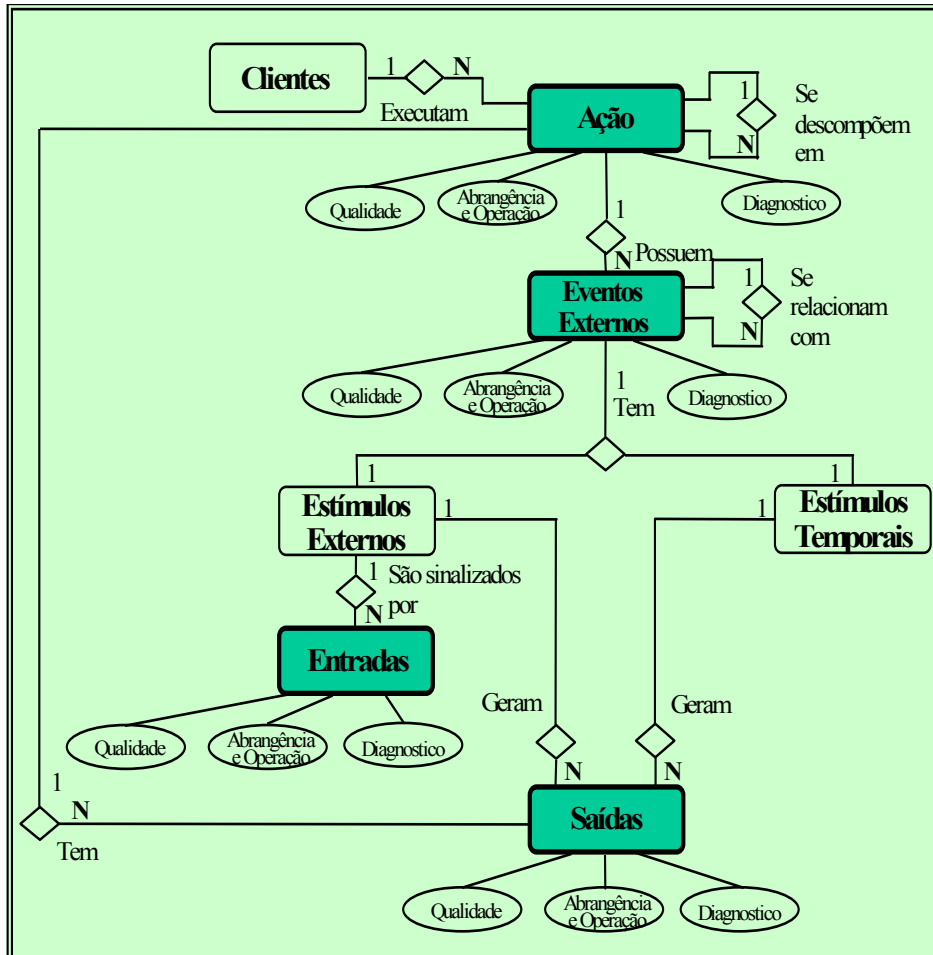 Clientes
1
N
Executam
Ação
1
N
Se
descompõem
em
Qualidade
Abrangência
e Operação
Diagnostico
1
N
Possuem
Eventos
Externos
1
N
Se
relacionam
com
Qualidade
Abrangência
e Operação
Diagnostico
1
Tem
1
1
Estímulos
Externos
1
1
Estímulos
Temporais
1
São sinalizados
N
por
Entradas
Qualidade
Abrangência
e Operação
Diagnostico
Geram
Geram
N
N
1
N
Tem
Saídas
Qualidade
Abrangência
e Operação
Diagnostico